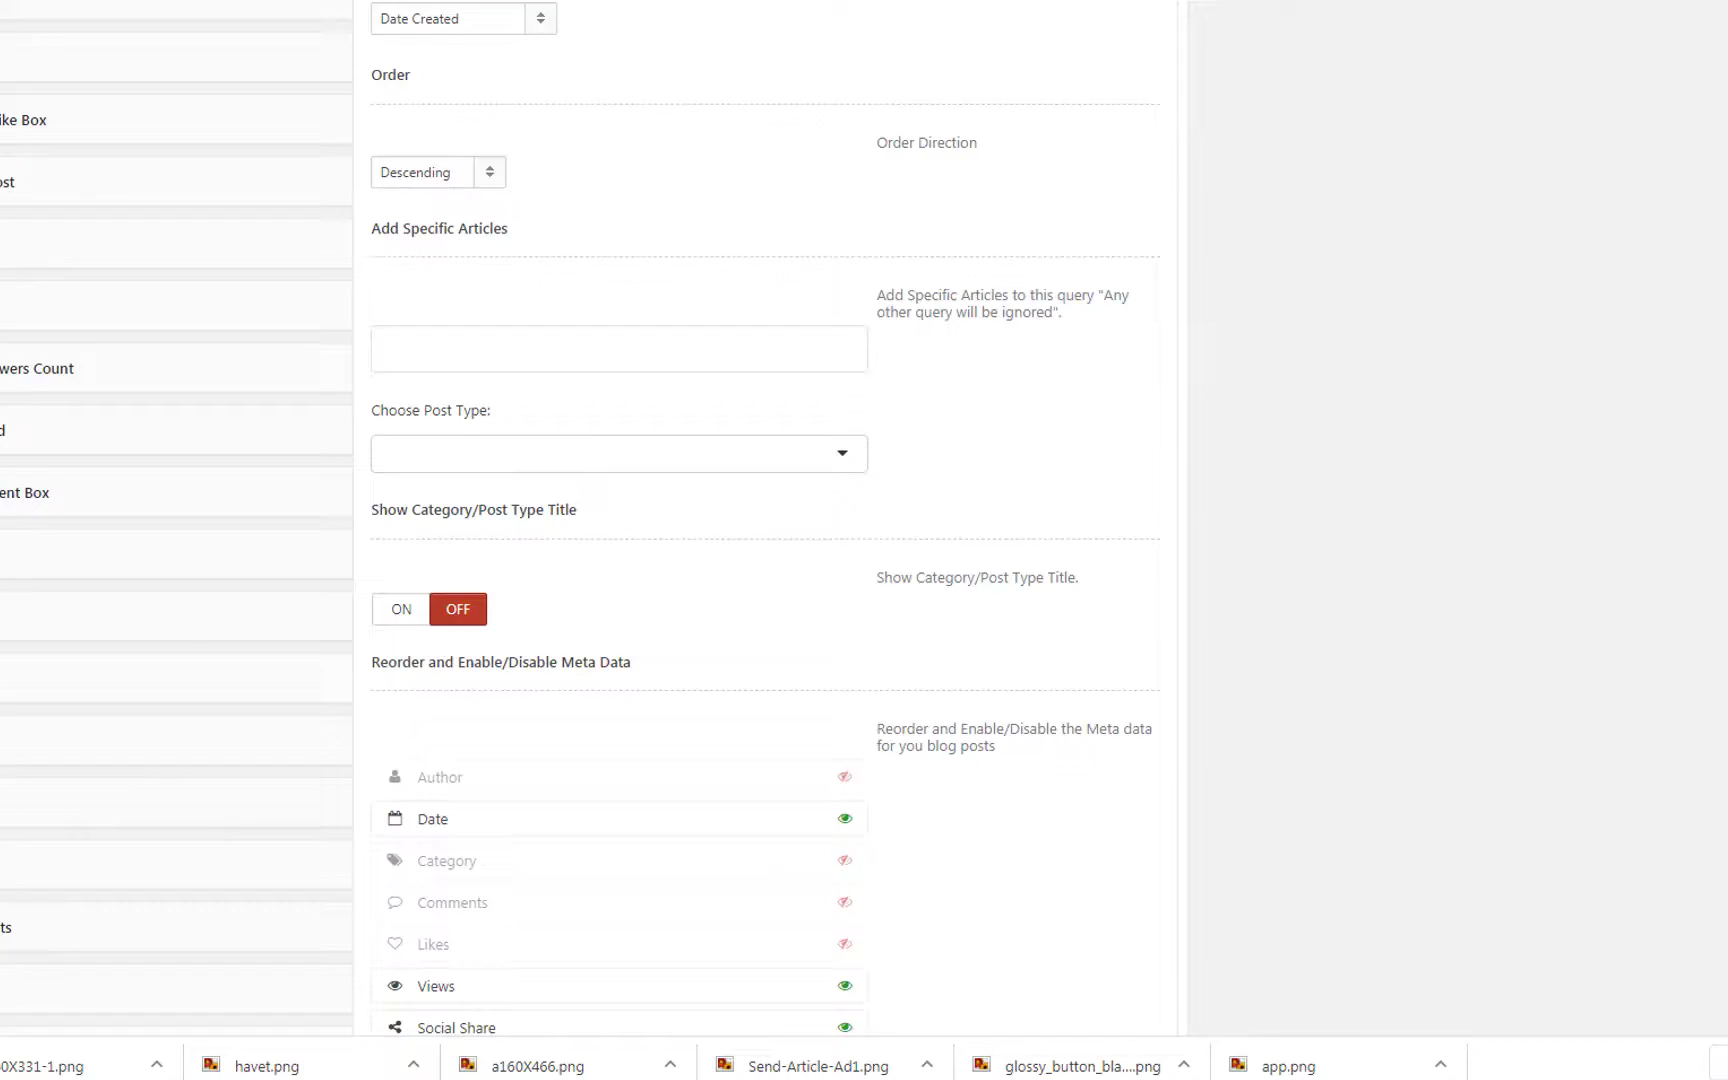 Date Created
Order
ike Box
Order Direction
Descending
ost
Add Specific Articles
Add Specific Articles to this query "Any
other query will be ignored".
wers Count
Choose Post Type:
d
ent Box
Show Category/Post Type Title
Show Category/Post Type Title.
ON OFF
Reorder and Enable/Disable Meta Data
Reorder and Enable/Disable the Meta data
for you blog posts
Author
Date
Category
Comments
ts
Likes
Views
Social Share
0X331-1.png havet.png a160X466.png Send-Article-Ad1.png glossy_button_bla....png app.png